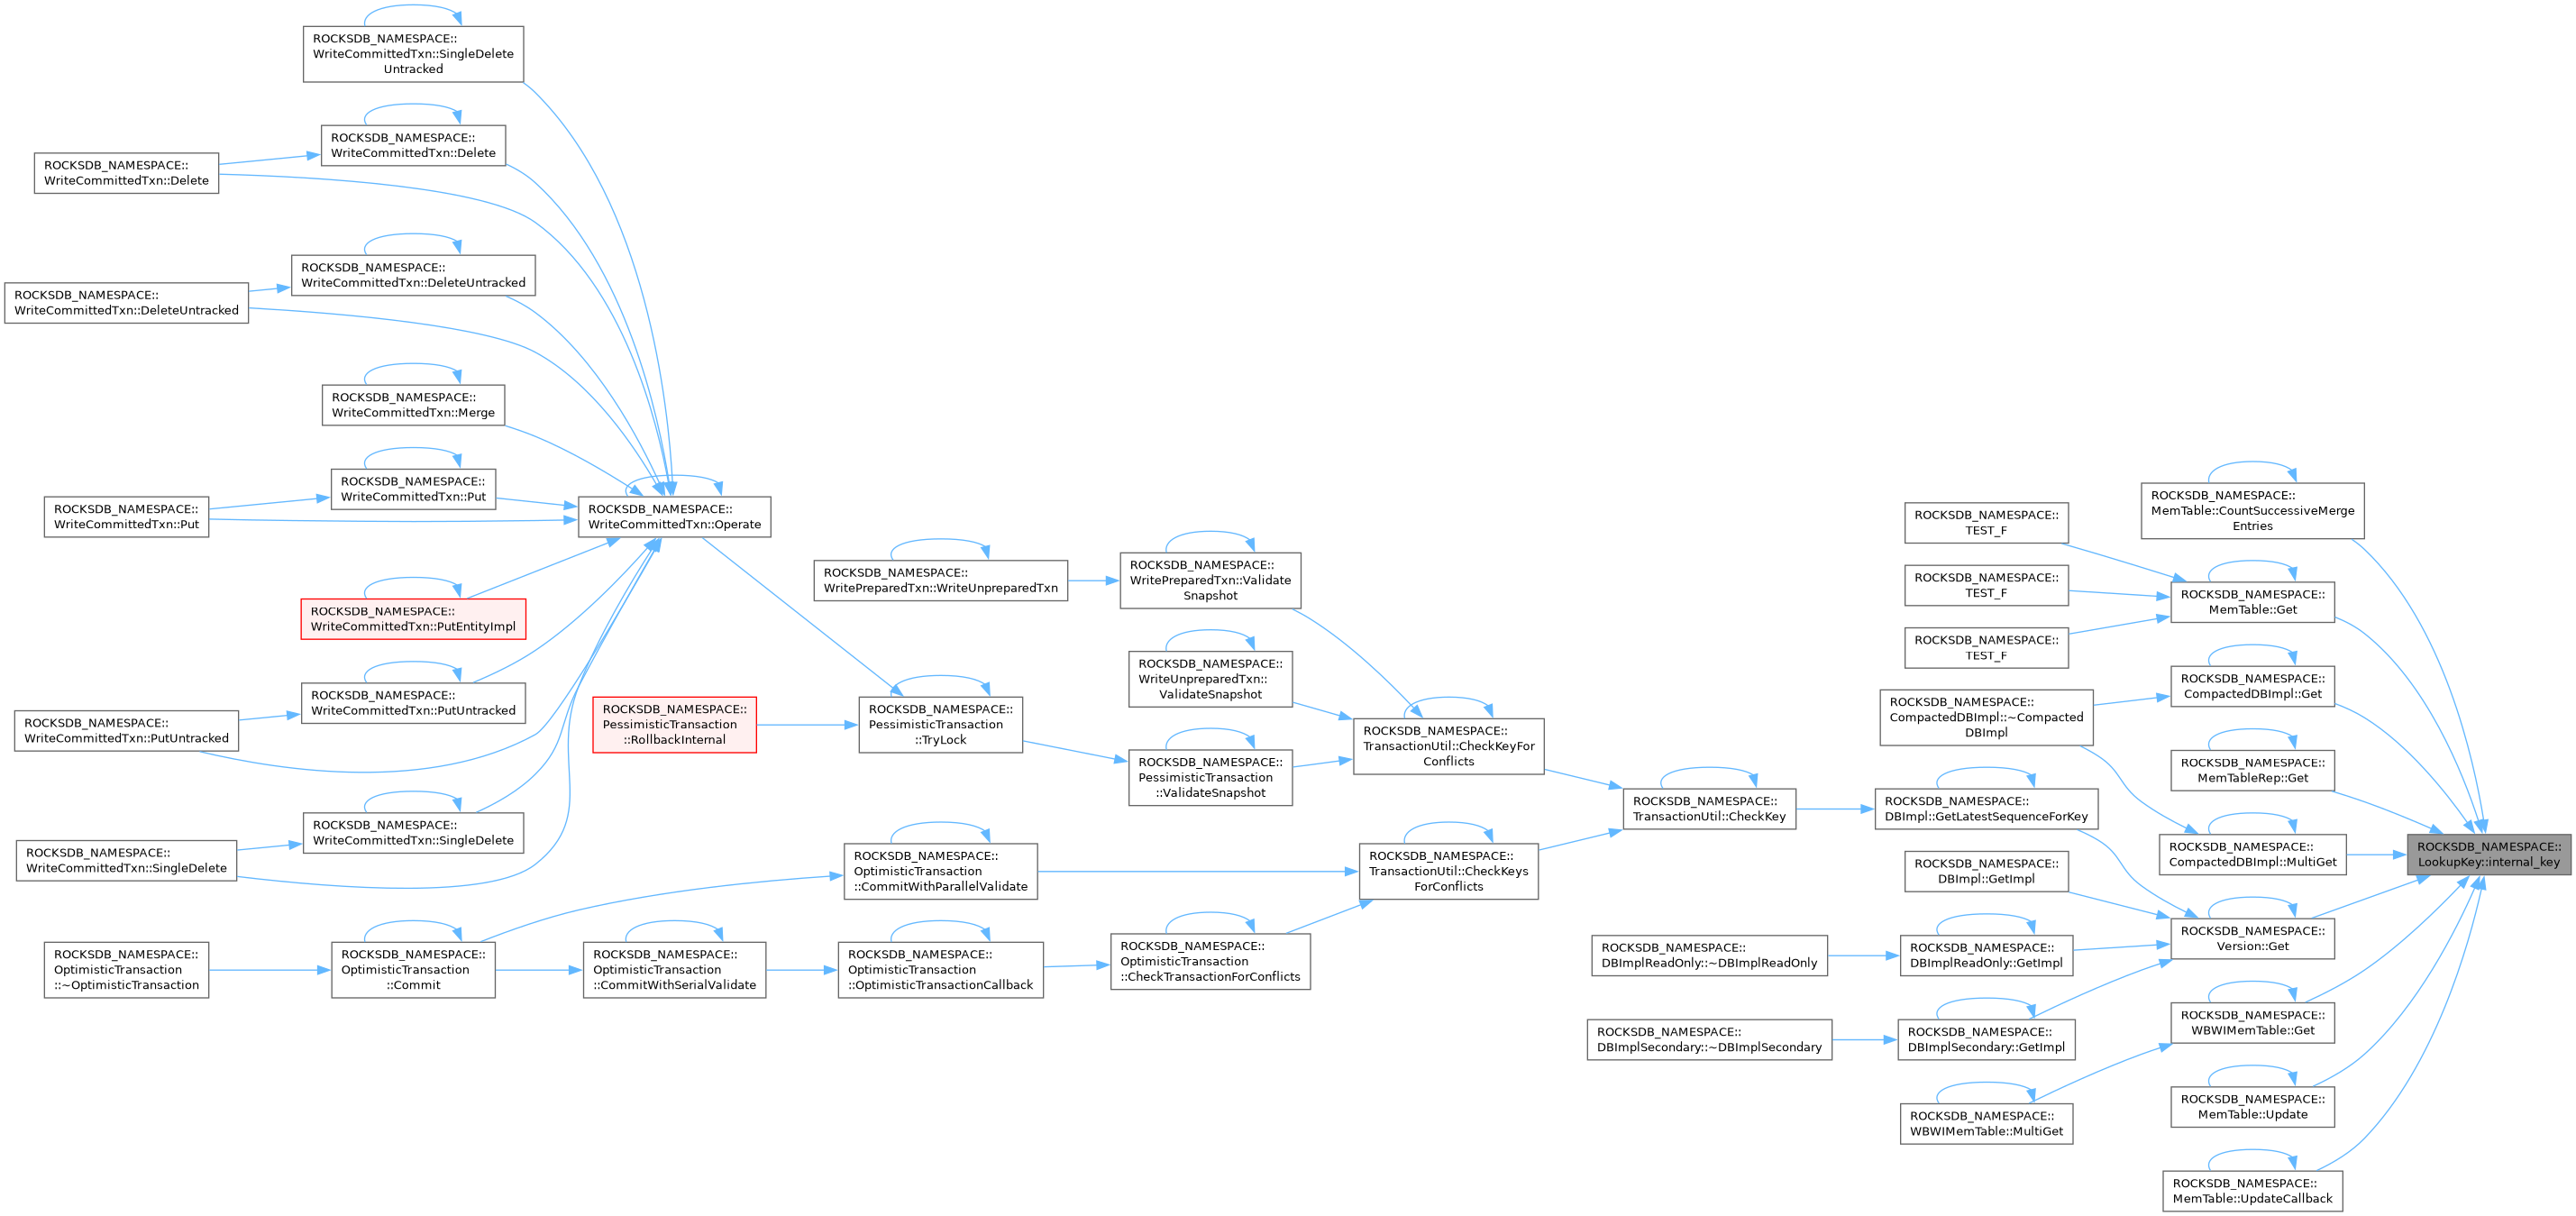 ROCKSDB_NAMESPACE::
WriteCommittedTxn::SingleDelete
Untracked
ROCKSDB_NAMESPACE::
WriteCommittedTxn::Delete
ROCKSDB_NAMESPACE::
WriteCommittedTxn::Delete
ROCKSDB_NAMESPACE::
WriteCommittedTxn::DeleteUntracked
ROCKSDB_NAMESPACE::
WriteCommittedTxn::DeleteUntracked
ROCKSDB_NAMESPACE::
WriteCommittedTxn::Merge
ROCKSDB_NAMESPACE::
WriteCommittedTxn::Put
ROCKSDB_NAMESPACE::
WriteCommittedTxn::Put
ROCKSDB_NAMESPACE::
WriteCommittedTxn::Operate
ROCKSDB_NAMESPACE::
WriteCommittedTxn::PutEntityImpl
ROCKSDB_NAMESPACE::
WriteCommittedTxn::PutUntracked
ROCKSDB_NAMESPACE::
WriteCommittedTxn::PutUntracked
ROCKSDB_NAMESPACE::
WriteCommittedTxn::SingleDelete
ROCKSDB_NAMESPACE::
WriteCommittedTxn::SingleDelete
ROCKSDB_NAMESPACE::
PessimisticTransaction
::RollbackInternal
ROCKSDB_NAMESPACE::
WritePreparedTxn::WriteUnpreparedTxn
ROCKSDB_NAMESPACE::
PessimisticTransaction
::TryLock
ROCKSDB_NAMESPACE::
WritePreparedTxn::Validate
Snapshot
ROCKSDB_NAMESPACE::
WriteUnpreparedTxn::
ValidateSnapshot
ROCKSDB_NAMESPACE::
PessimisticTransaction
::ValidateSnapshot
ROCKSDB_NAMESPACE::
TransactionUtil::CheckKeyFor
Conflicts
ROCKSDB_NAMESPACE::
TransactionUtil::CheckKeys
ForConflicts
ROCKSDB_NAMESPACE::
OptimisticTransaction
::CommitWithParallelValidate
ROCKSDB_NAMESPACE::
OptimisticTransaction
::~OptimisticTransaction
ROCKSDB_NAMESPACE::
OptimisticTransaction
::Commit
ROCKSDB_NAMESPACE::
OptimisticTransaction
::CommitWithSerialValidate
ROCKSDB_NAMESPACE::
OptimisticTransaction
::OptimisticTransactionCallback
ROCKSDB_NAMESPACE::
OptimisticTransaction
::CheckTransactionForConflicts
ROCKSDB_NAMESPACE::
TransactionUtil::CheckKey
ROCKSDB_NAMESPACE::
TEST_F
ROCKSDB_NAMESPACE::
TEST_F
ROCKSDB_NAMESPACE::
TEST_F
ROCKSDB_NAMESPACE::
CompactedDBImpl::~Compacted
DBImpl
ROCKSDB_NAMESPACE::
DBImpl::GetLatestSequenceForKey
ROCKSDB_NAMESPACE::
DBImpl::GetImpl
ROCKSDB_NAMESPACE::
DBImplReadOnly::~DBImplReadOnly
ROCKSDB_NAMESPACE::
DBImplReadOnly::GetImpl
ROCKSDB_NAMESPACE::
DBImplSecondary::~DBImplSecondary
ROCKSDB_NAMESPACE::
DBImplSecondary::GetImpl
ROCKSDB_NAMESPACE::
WBWIMemTable::MultiGet
ROCKSDB_NAMESPACE::
MemTable::CountSuccessiveMerge
Entries
ROCKSDB_NAMESPACE::
MemTable::Get
ROCKSDB_NAMESPACE::
CompactedDBImpl::Get
ROCKSDB_NAMESPACE::
MemTableRep::Get
ROCKSDB_NAMESPACE::
CompactedDBImpl::MultiGet
ROCKSDB_NAMESPACE::
Version::Get
ROCKSDB_NAMESPACE::
WBWIMemTable::Get
ROCKSDB_NAMESPACE::
MemTable::Update
ROCKSDB_NAMESPACE::
MemTable::UpdateCallback
ROCKSDB_NAMESPACE::
LookupKey::internal_key